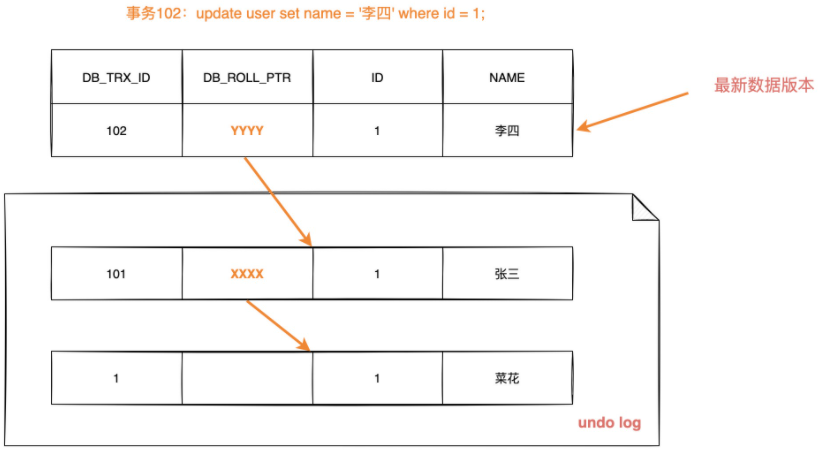 事务102：update user set name = '李四' where id = 1;
DB_TRX_ID DB_ROLL_PTR ID NAME
最新数据版本
102 YYYY 1 李四
101 XXXX 1 张三
1 1 菜花
undo log